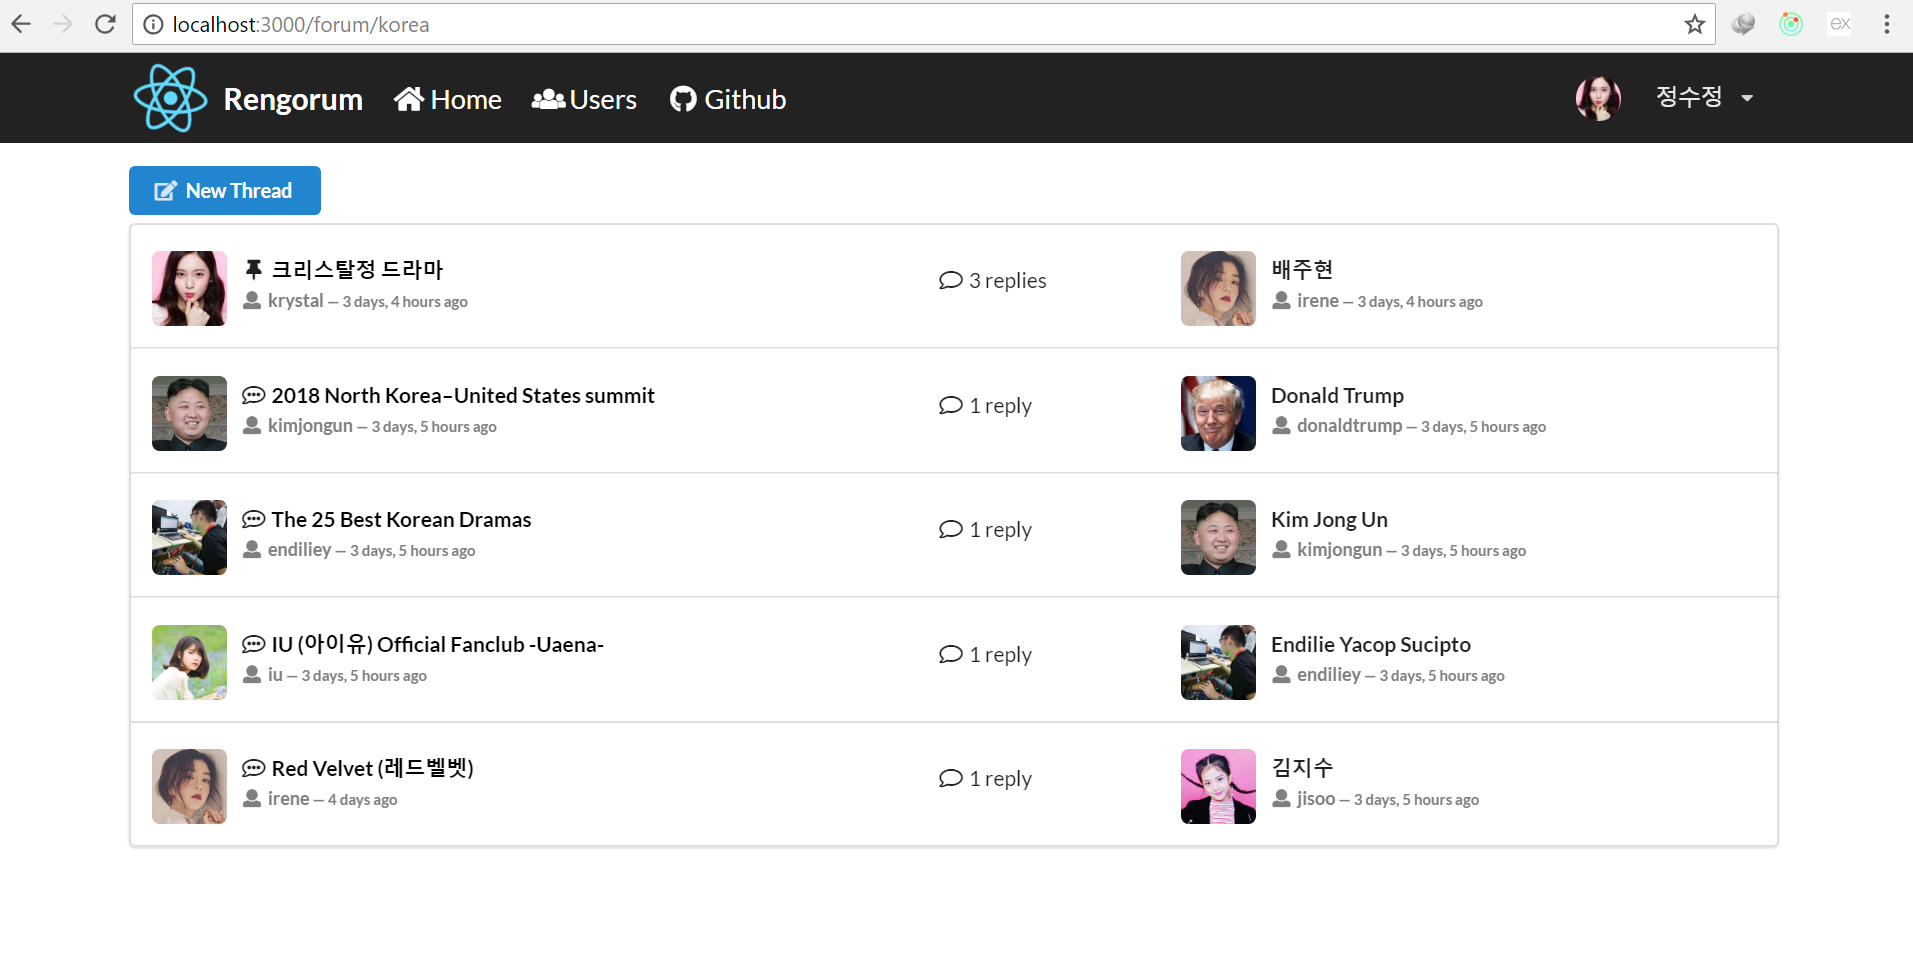 localhost:3000/forum/korea
ex
Rengorum Home Users Github 정수정
New Thread
크리스탈정 드라마
krystal — 3 days, 4 hours ago
3 replies
배주현
irene — 3 days, 4 hours ago
2018 North Korea–United States summit
kimjongun — 3 days, 5 hours ago
1 reply
Donald Trump
donaldtrump — 3 days, 5 hours ago
The 25 Best Korean Dramas
endiliey — 3 days, 5 hours ago
1 reply
Kim Jong Un
kimjongun — 3 days, 5 hours ago
IU (아이유) Official Fanclub -Uaena-
iu — 3 days, 5 hours ago
1 reply
Endilie Yacop Sucipto
endiliey — 3 days, 5 hours ago
Red Velvet (레드벨벳)
irene — 4 days ago
1 reply
김지수
jisoo — 3 days, 5 hours ago